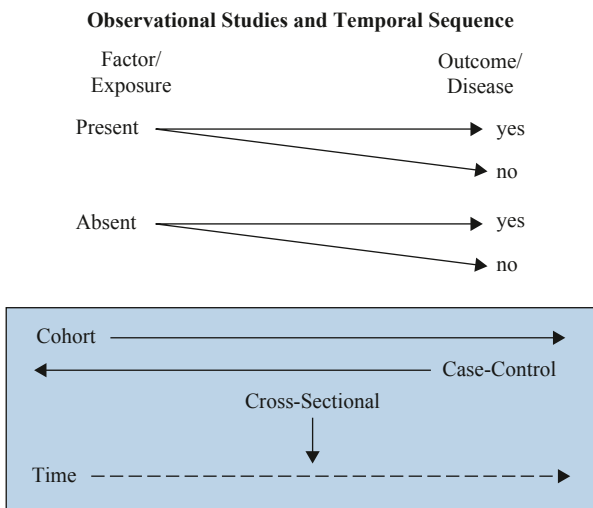 Observational Studies and Temporal Sequence
Factor/
Exposure
Outcome/
Disease
Present
yes
no
Absent
yes
no
Cohort
Case-Control
Cross-Sectional
Time